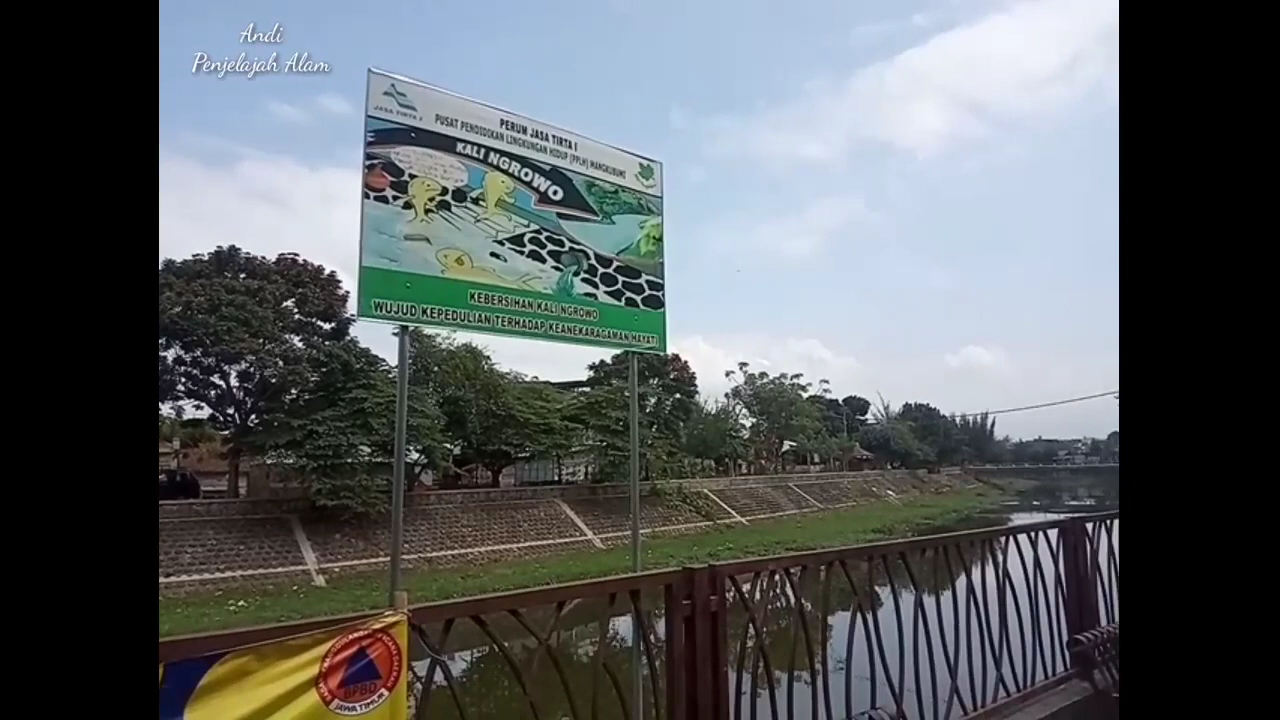 Andi
Penjelajah Alam
JASA TIRTA I
PERUM JASA TIRTA I
PUSAT PENDIDIKAN LINGKUNGAN HIDUP (PPLH) MANGKUBUMI
KALI NGROWO
KEBERSIHAN KALI NGROWO
WUJUD KEPEDULIAN TERHADAP KEANEKARAGAMAN HAYATI
BPBD
JAWA TIMUR